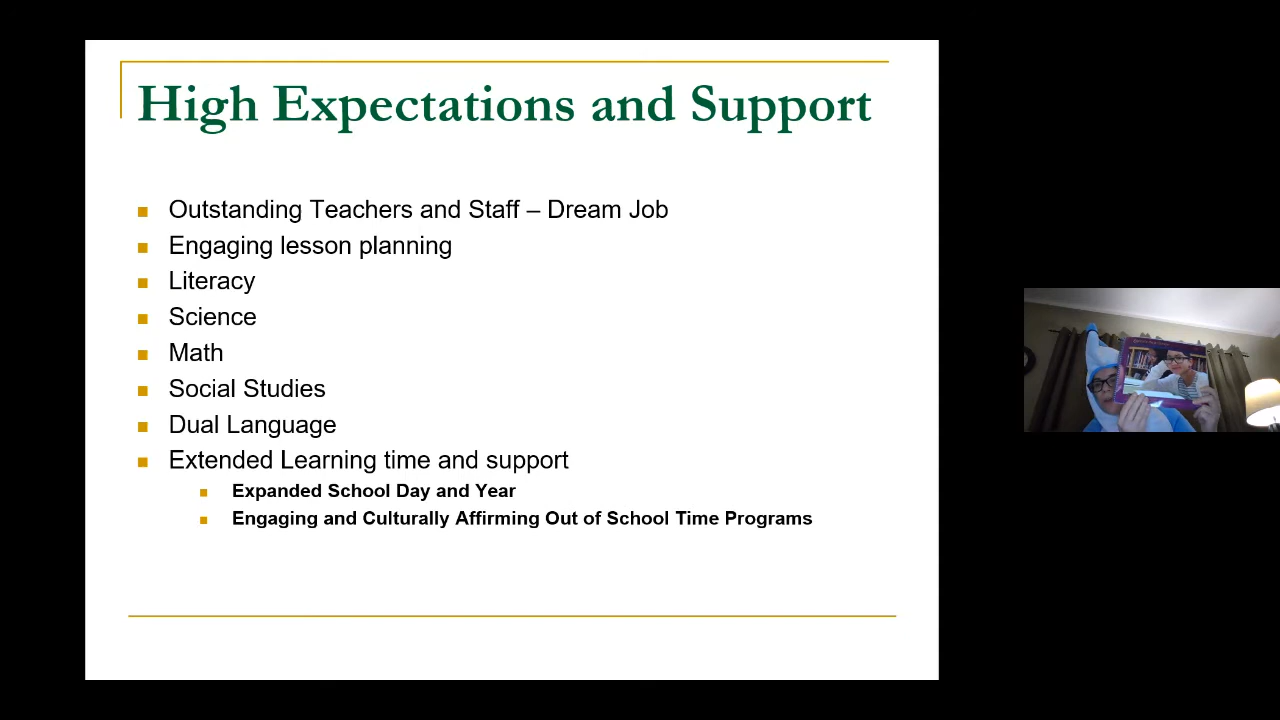 High Expectations and Support
Outstanding Teachers and Staff – Dream Job
Engaging lesson planning
Literacy
Science
Math
Social Studies
Dual Language
Extended Learning time and support
Expanded School Day and Year
Engaging and Culturally Affirming Out of School Time Programs